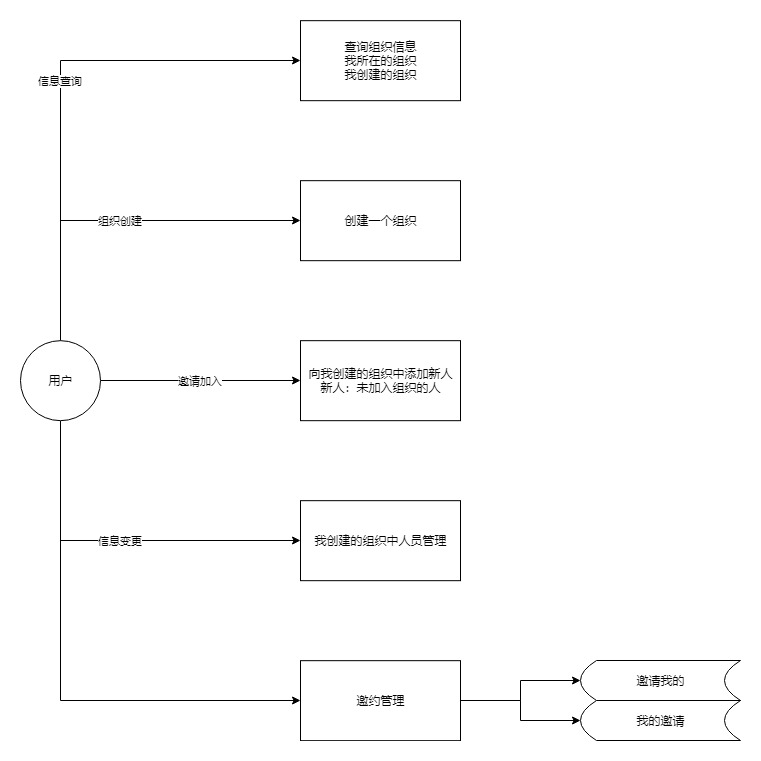 查询组织信息
我所在的组织
我创建的组织
信息查询
组织创建
创建一个组织
用户
邀请加入
向我创建的组织中添加新人
新人：未加入组织的人
信息变更
我创建的组织中人员管理
邀约管理
邀请我的
我的邀请